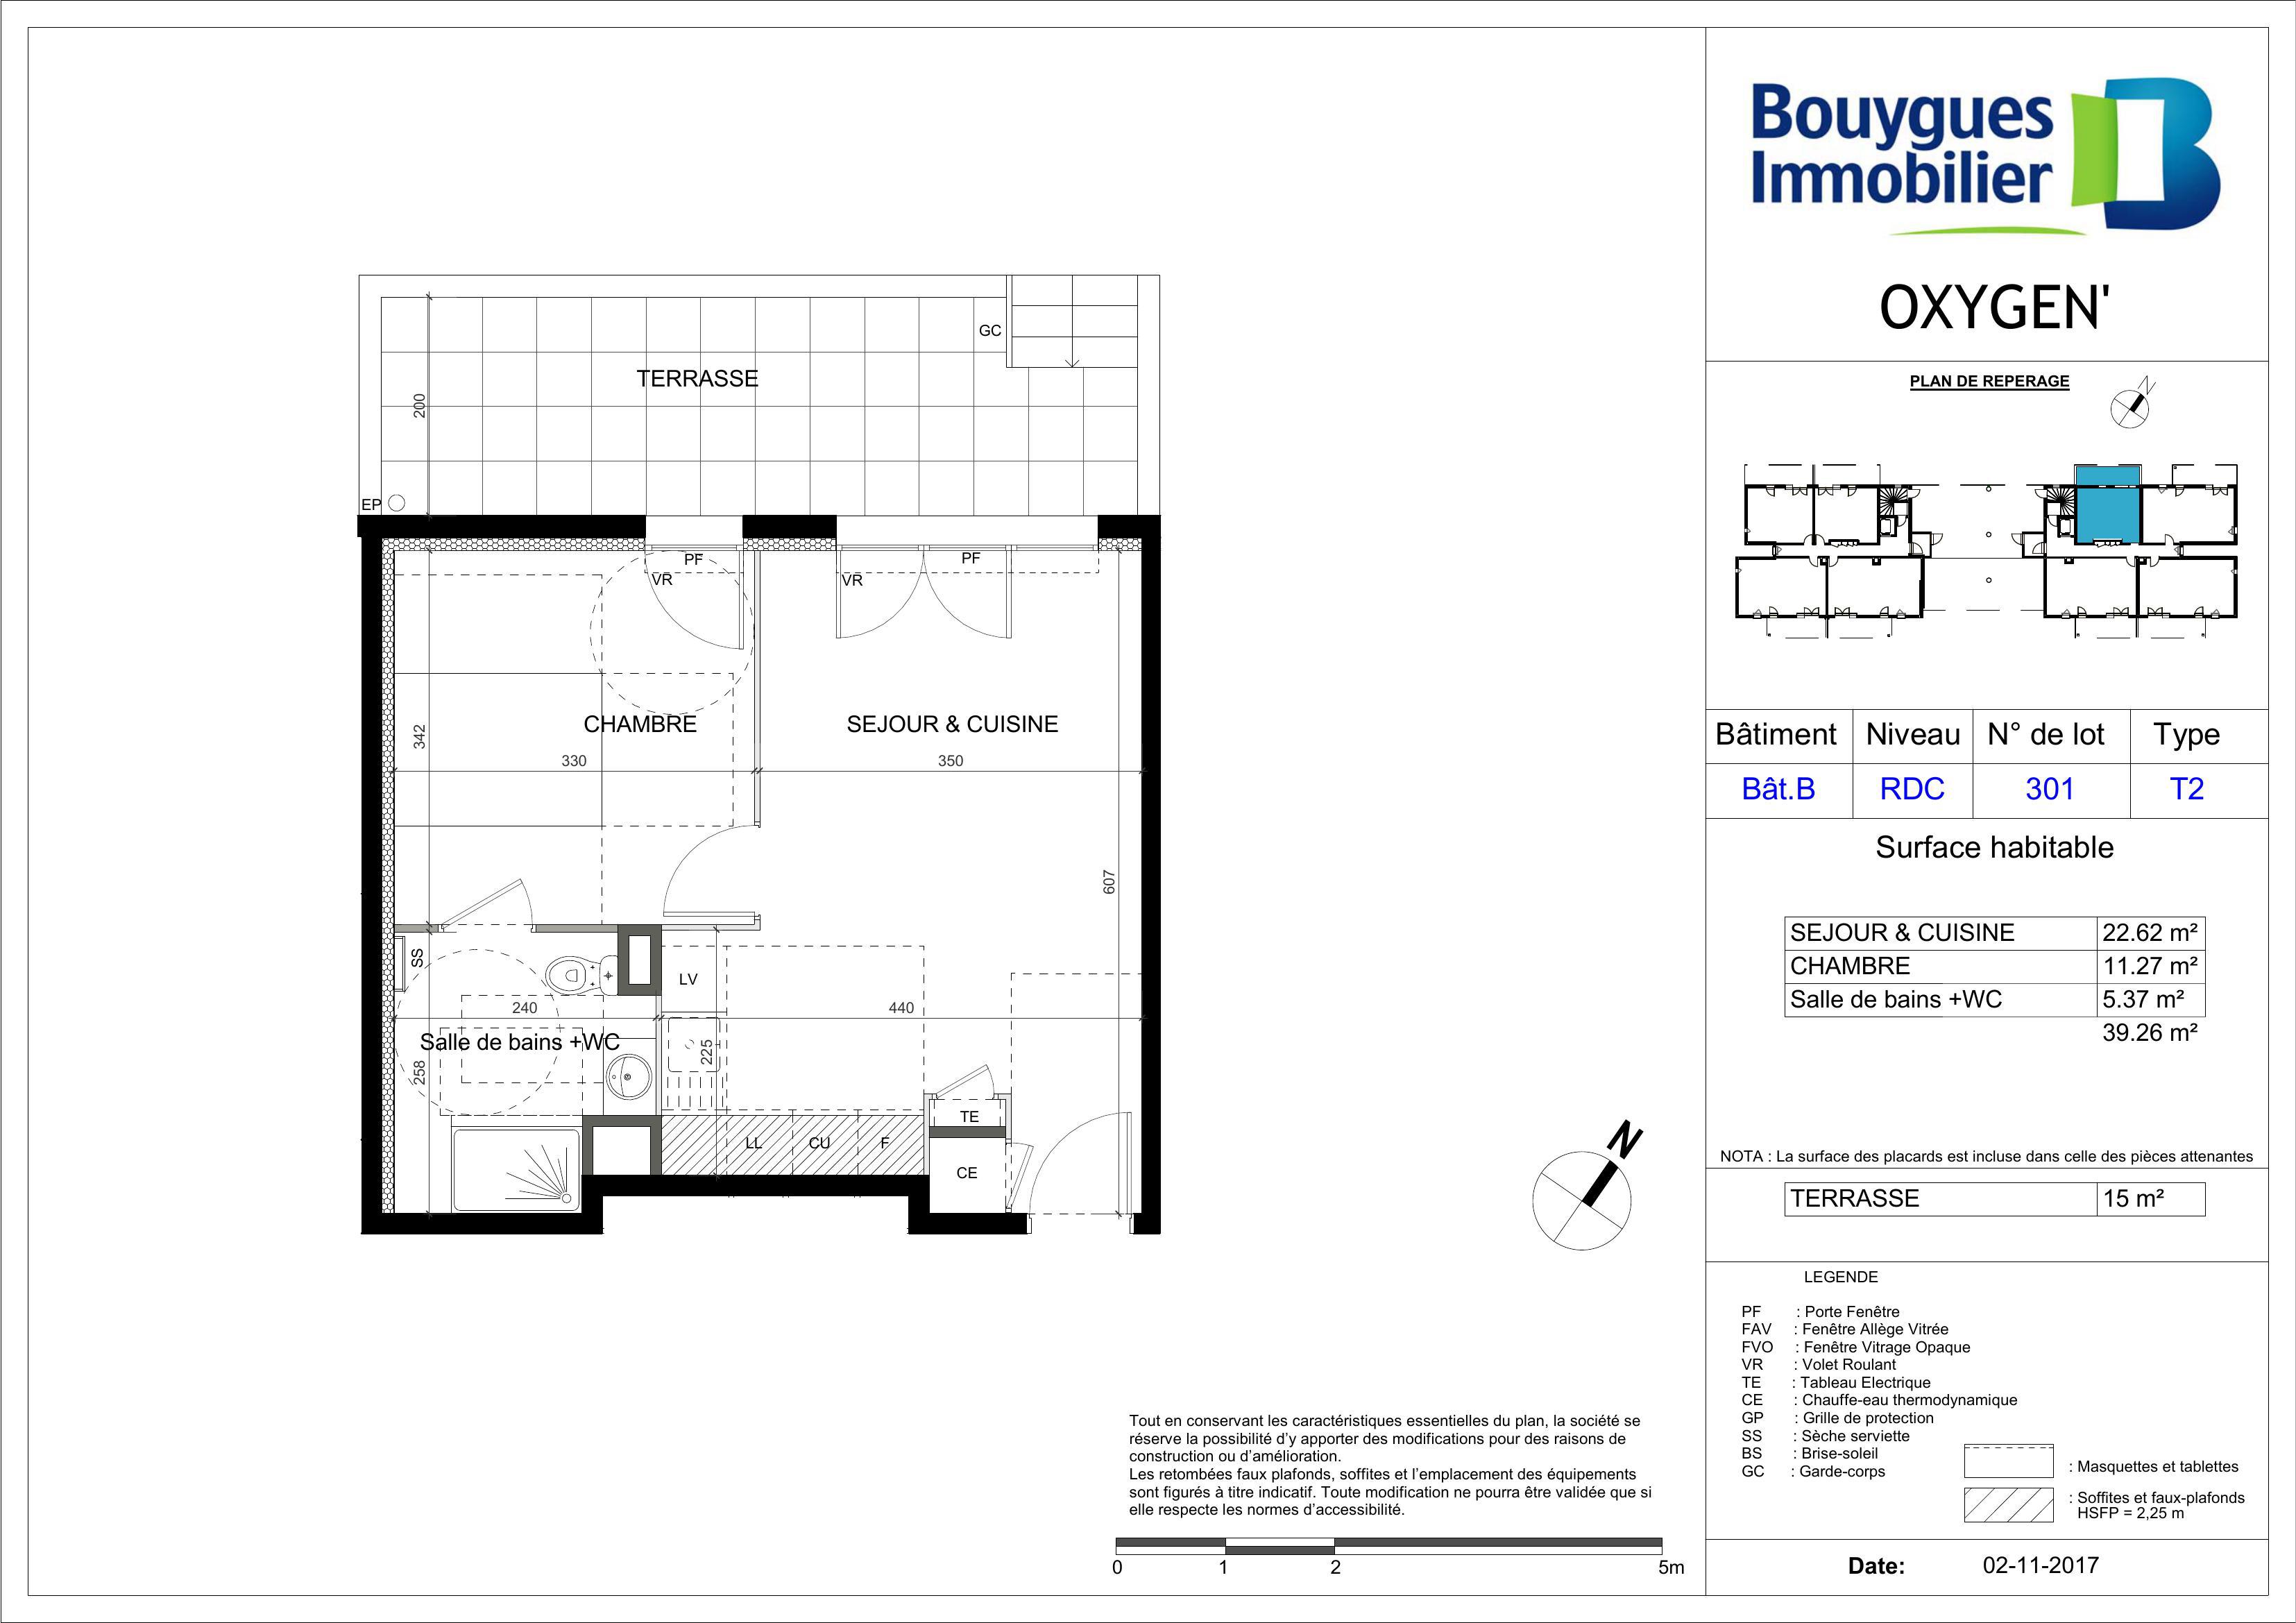 Bouygues
Immobilier
OXYGEN'
PLAN DE REPERAGE
N
Bâtiment Niveau N° de lot Type
Bât.B RDC 301 T2
Surface habitable
SEJOUR & CUISINE 22.62 m²
CHAMBRE 11.27 m²
Salle de bains +WC 5.37 m²
39.26 m²
NOTA : La surface des placards est incluse dans celle des pièces attenantes
TERRASSE 15 m²
LEGENDE
PF : Porte Fenêtre
FAV : Fenêtre Allège Vitrée
FVO : Fenêtre Vitrage Opaque
VR : Volet Roulant
TE : Tableau Electrique
CE : Chauffe-eau thermodynamique
GP : Grille de protection
SS : Sèche serviette
BS : Brise-soleil
GC : Garde-corps
: Masquettes et tablettes
: Soffites et faux-plafonds
HSFP = 2,25 m
Date: 02-11-2017
GC
TERRASSE
200
EP
PF
PF
VR
VR
CHAMBRE
SEJOUR & CUISINE
342
330
350
607
SS
LV
240
440
Salle de bains +WC
225
258
TE
LL
CU
F
CE
N
Tout en conservant les caractéristiques essentielles du plan, la société se
réserve la possibilité d'y apporter des modifications pour des raisons de
construction ou d'amélioration.
Les retombées faux plafonds, soffites et l'emplacement des équipements
sont figurés à titre indicatif. Toute modification ne pourra être validée que si
elle respecte les normes d'accessibilité.
0 1 2 5m